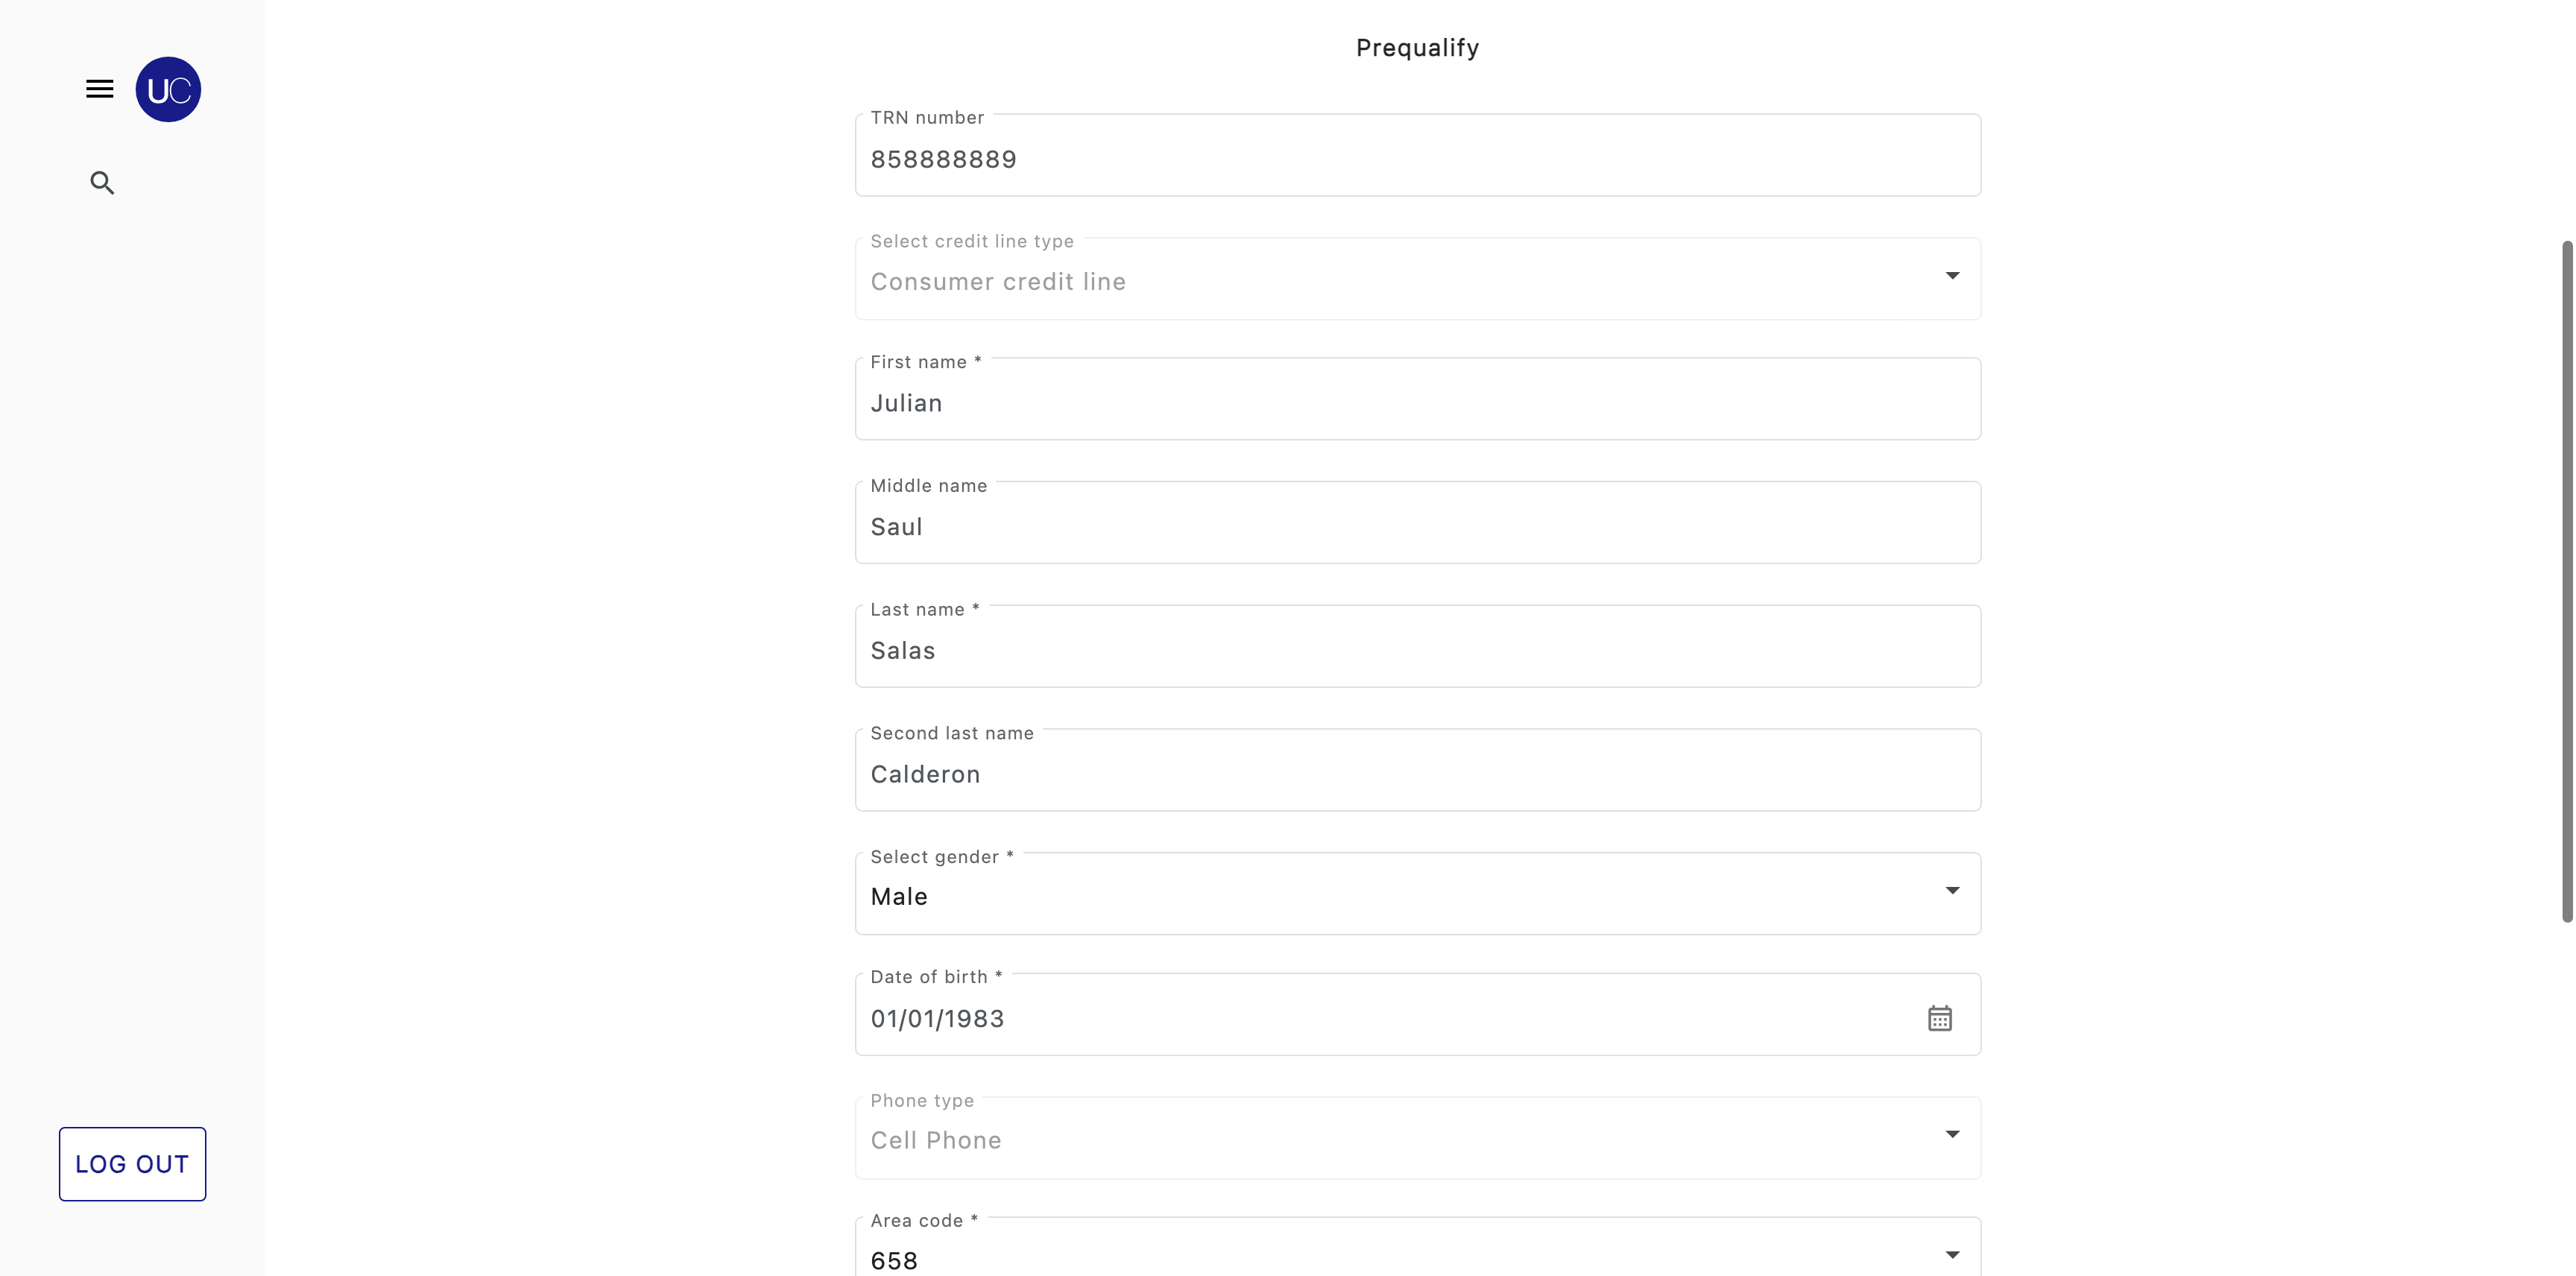 UC
Prequalify
TRN number
858888889
Select credit line type
Consumer credit line
First name *
Julian
Middle name
Saul
Last name *
Salas
Second last name
Calderon
Select gender *
Male
Date of birth *
01/01/1983
Phone type
Cell Phone
Area code *
658
LOG OUT